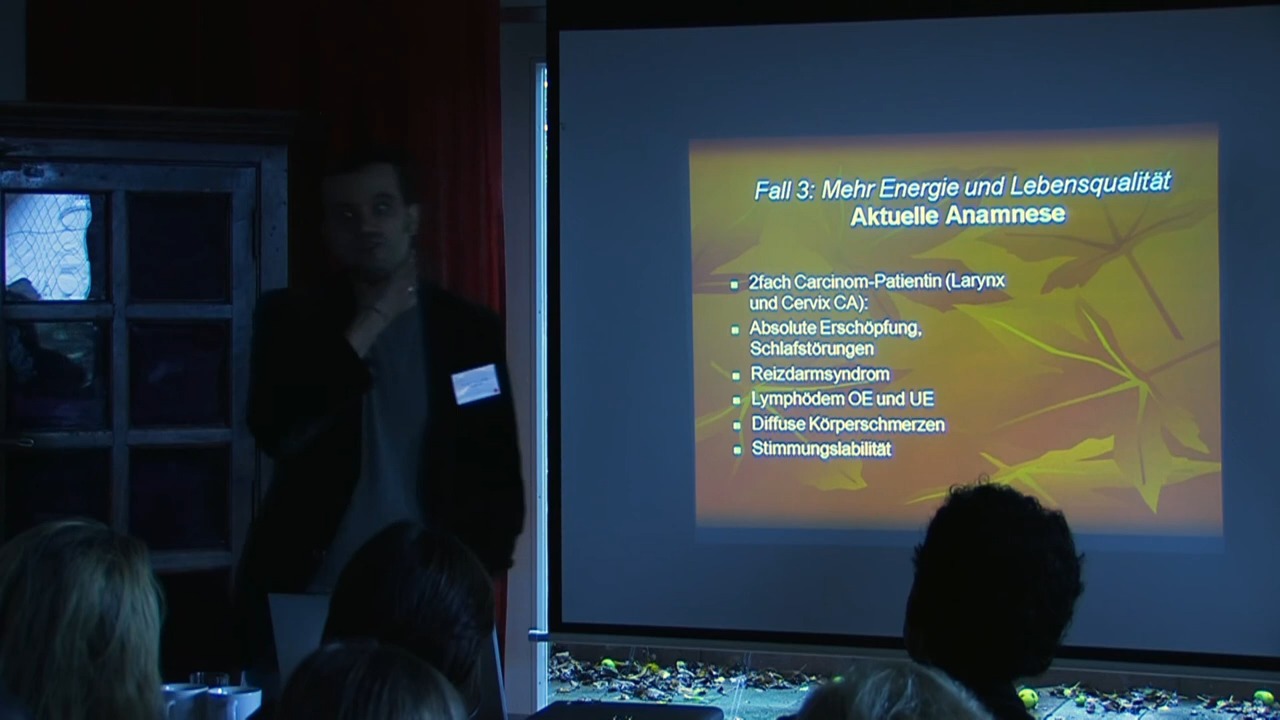 Fall 3: Mehr Energie und Lebensqualität
Aktuelle Anamnese
2fach Carcinom-Patientin (Larynx
und Cervix CA):
Absolute Erschöpfung,
Schlafstörungen
Reizdarmsyndrom
Lymphödem OE und UE
Diffuse Körperschmerzen
Stimmungslabilität